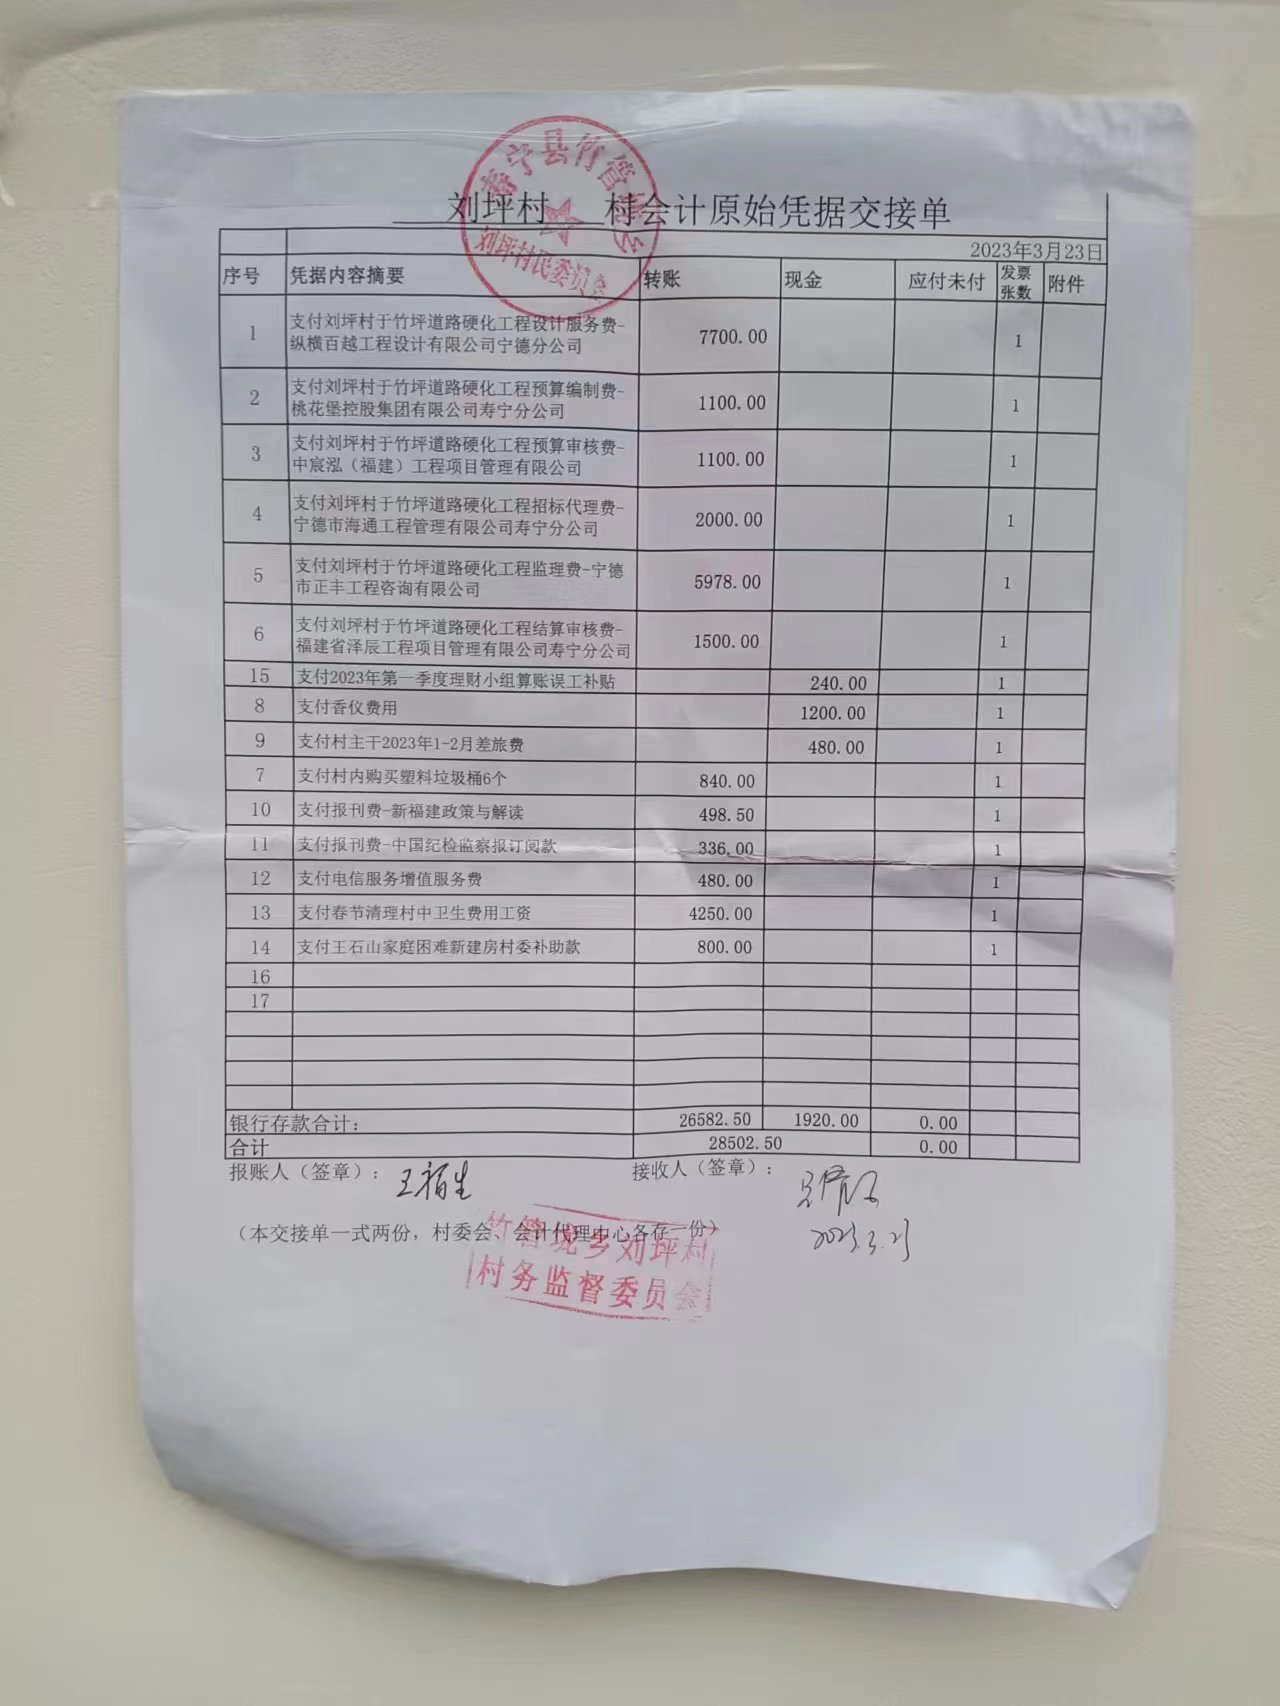 寿宁县竹管垅乡
刘坪村民委员会
刘坪村 村会计原始凭据交接单
2023年3月23日
序号 凭据内容摘要 转账 现金 应付未付 发票张数 附件
1 支付刘坪村于竹坪道路硬化工程设计服务费- 7700.00 1
纵横百越工程设计有限公司宁德分公司
2 支付刘坪村于竹坪道路硬化工程预算编制费- 1100.00 1
桃花堡控股集团有限公司寿宁分公司
3 支付刘坪村于竹坪道路硬化工程预算审核费- 1100.00 1
中宸泓（福建）工程项目管理有限公司
4 支付刘坪村于竹坪道路硬化工程招标代理费- 2000.00 1
宁德市海通工程管理有限公司寿宁分公司
5 支付刘坪村于竹坪道路硬化工程监理费-宁德 5978.00 1
市正丰工程咨询有限公司
6 支付刘坪村于竹坪道路硬化工程结算审核费- 1500.00 1
福建省泽辰工程项目管理有限公司寿宁分公司
15 支付2023年第一季度理财小组算账误工补贴 240.00 1
8 支付香仪费用 1200.00 1
9 支付村主干2023年1-2月差旅费 480.00 1
7 支付村内购买塑料垃圾桶6个 840.00 1
10 支付报刊费-新福建政策与解读 498.50 1
11 支付报刊费-中国纪检监察报订阅款 336.00 1
12 支付电信服务增值服务费 480.00 1
13 支付春节清理村中卫生费用工资 4250.00 1
14 支付王石山家庭困难新建房村委补助款 800.00 1
16
17
银行存款合计： 26582.50 1920.00 0.00
合计 28502.50 0.00
报账人（签章）：王祖生 接收人（签章）：
2023.3.23
（本交接单一式两份，村委会、会计代理中心各存一份）
竹管垅乡刘坪村
村务监督委员会